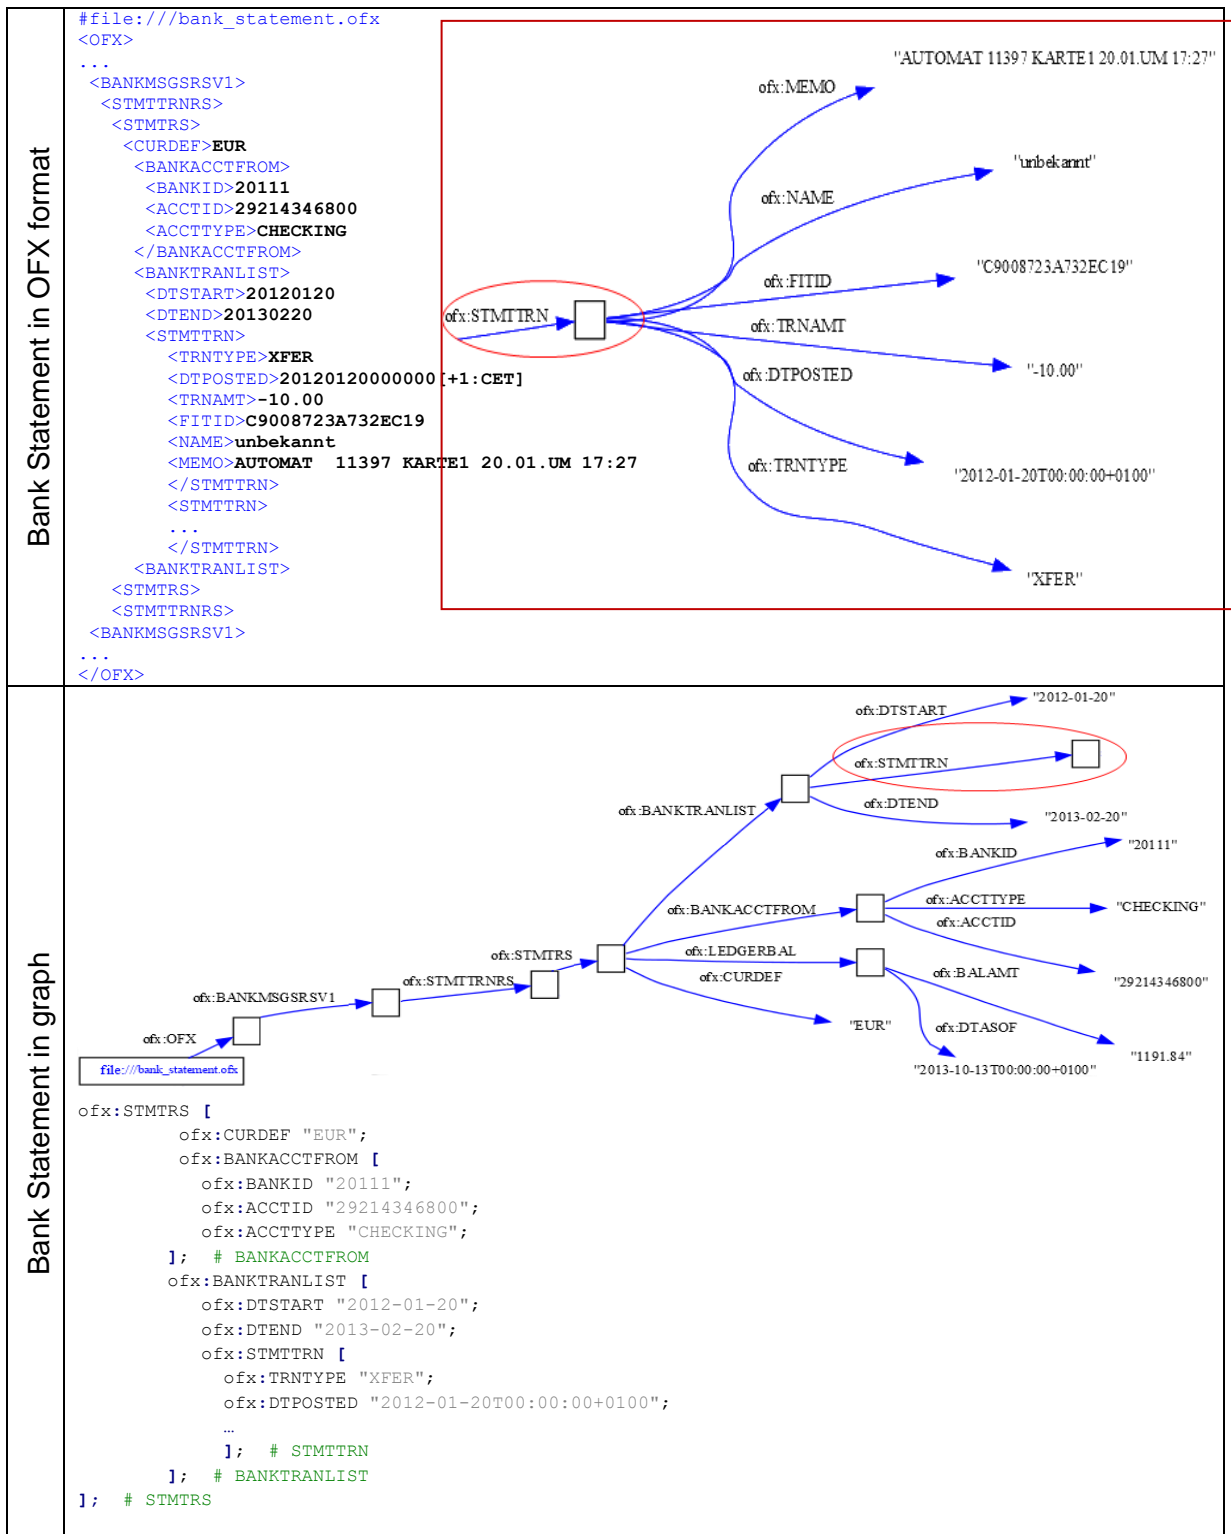 Bank Statement in OFX format
#file:///bank_statement.ofx
<OFX>
...
<BANKMSGSRSV1>
<STMTTRNRS>
<STMTRS>
<CURDEF>EUR
<BANKACCTFROM>
<BANKID>20111
<ACCTID>29214346800
<ACCTTYPE>CHECKING
</BANKACCTFROM>
<BANKTRANLIST>
<DTSTART>20120120
<DTEND>20130220
<STMTTRN>
<TRNTYPE>XFER
<DTPOSTED>20120120000000[+1:CET]
<TRNAMT>-10.00
<FITID>C9008723A732EC19
<NAME>unbekannt
<MEMO>AUTOMAT  11397 KARTE1 20.01.UM 17:27
</STMTTRN>
<STMTTRN>
...
</STMTTRN>
<BANKTRANLIST>
<STMTRS>
<STMTTRNRS>
<BANKMSGSRSV1>
...
</OFX>
"AUTOMAT 11397 KARTE1 20.01.UM 17:27"
ofx:MEMO
"unbekannt"
ofx:NAME
"C9008723A732EC19"
ofx:FITID
ofx:STMTTRN
ofx:TRNAMT
"-10.00"
ofx:DTPOSTED
ofx:TRNTYPE
"2012-01-20T00:00:00+0100"
"XFER"
Bank Statement in graph
"2012-01-20"
ofx:DTSTART
ofx:STMTTRN
ofx:DTEND
ofx:BANKTRANLIST
"2013-02-20"
ofx:BANKID
"20111"
ofx:ACCTTYPE
"CHECKING"
ofx:BANKACCTFROM
ofx:ACCTID
ofx:STMTRS
ofx:LEDGERBAL
ofx:CURDEF
ofx:BALAMT
"29214346800"
ofx:STMTTRNRS
ofx:BANKMSGSRSV1
"EUR"
ofx:DTASOF
ofx:OFX
"1191.84"
file:///bank_statement.ofx
"2013-10-13T00:00:00+0100"
ofx:STMTRS [
ofx:CURDEF "EUR";
ofx:BANKACCTFROM [
ofx:BANKID "20111";
ofx:ACCTID "29214346800";
ofx:ACCTTYPE "CHECKING";
]; # BANKACCTFROM
ofx:BANKTRANLIST [
ofx:DTSTART "2012-01-20";
ofx:DTEND "2013-02-20";
ofx:STMTTRN [
ofx:TRNTYPE "XFER";
ofx:DTPOSTED "2012-01-20T00:00:00+0100";
…
]; # STMTTRN
]; # BANKTRANLIST
]; # STMTRS